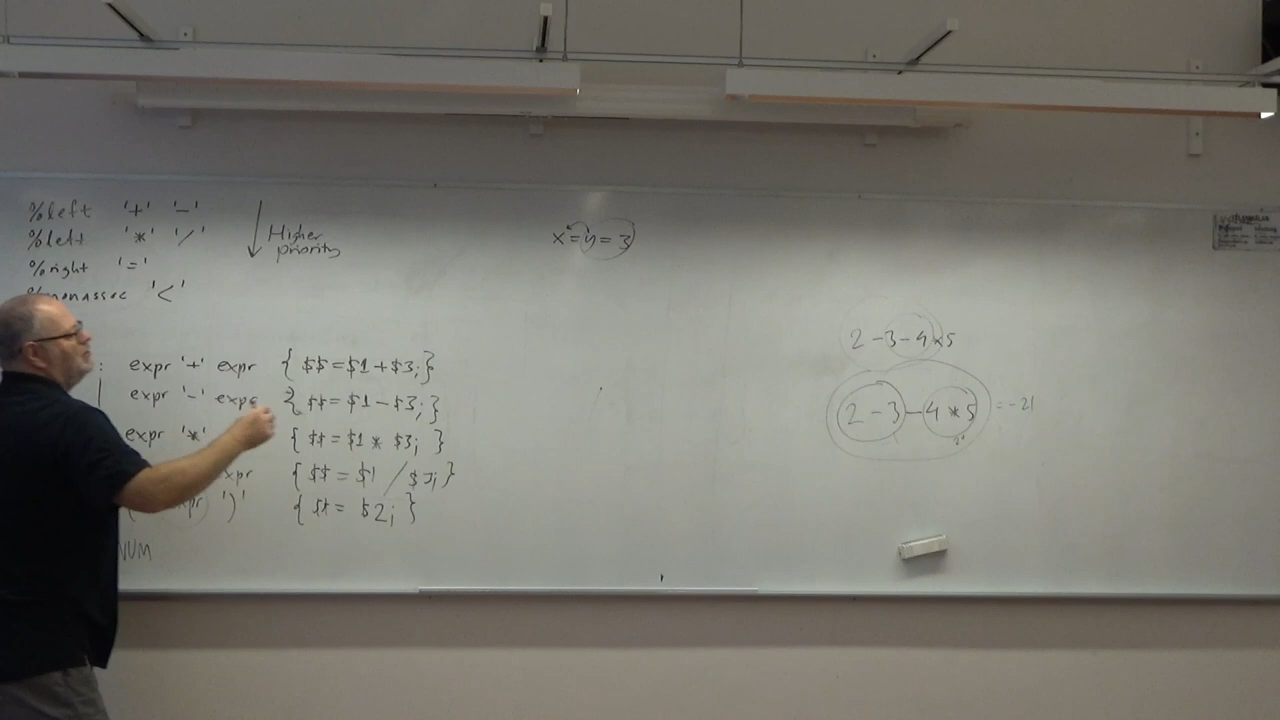 %left '+' '-'
%left '*' '/'
%right '='
%nonassoc '<'
Higher
priority
: expr '+' expr { $$ = $1 + $3; }
| expr '-' expr { $$ = $1 - $3; }
expr '*' { $$ = $1 * $3; }
{ $$ = $1 / $3; }
')' { $$ = $2; }
NUM
x = y = 3
2 - 3 - 4 * 5
2 - 3 - 4 * 5 = -21